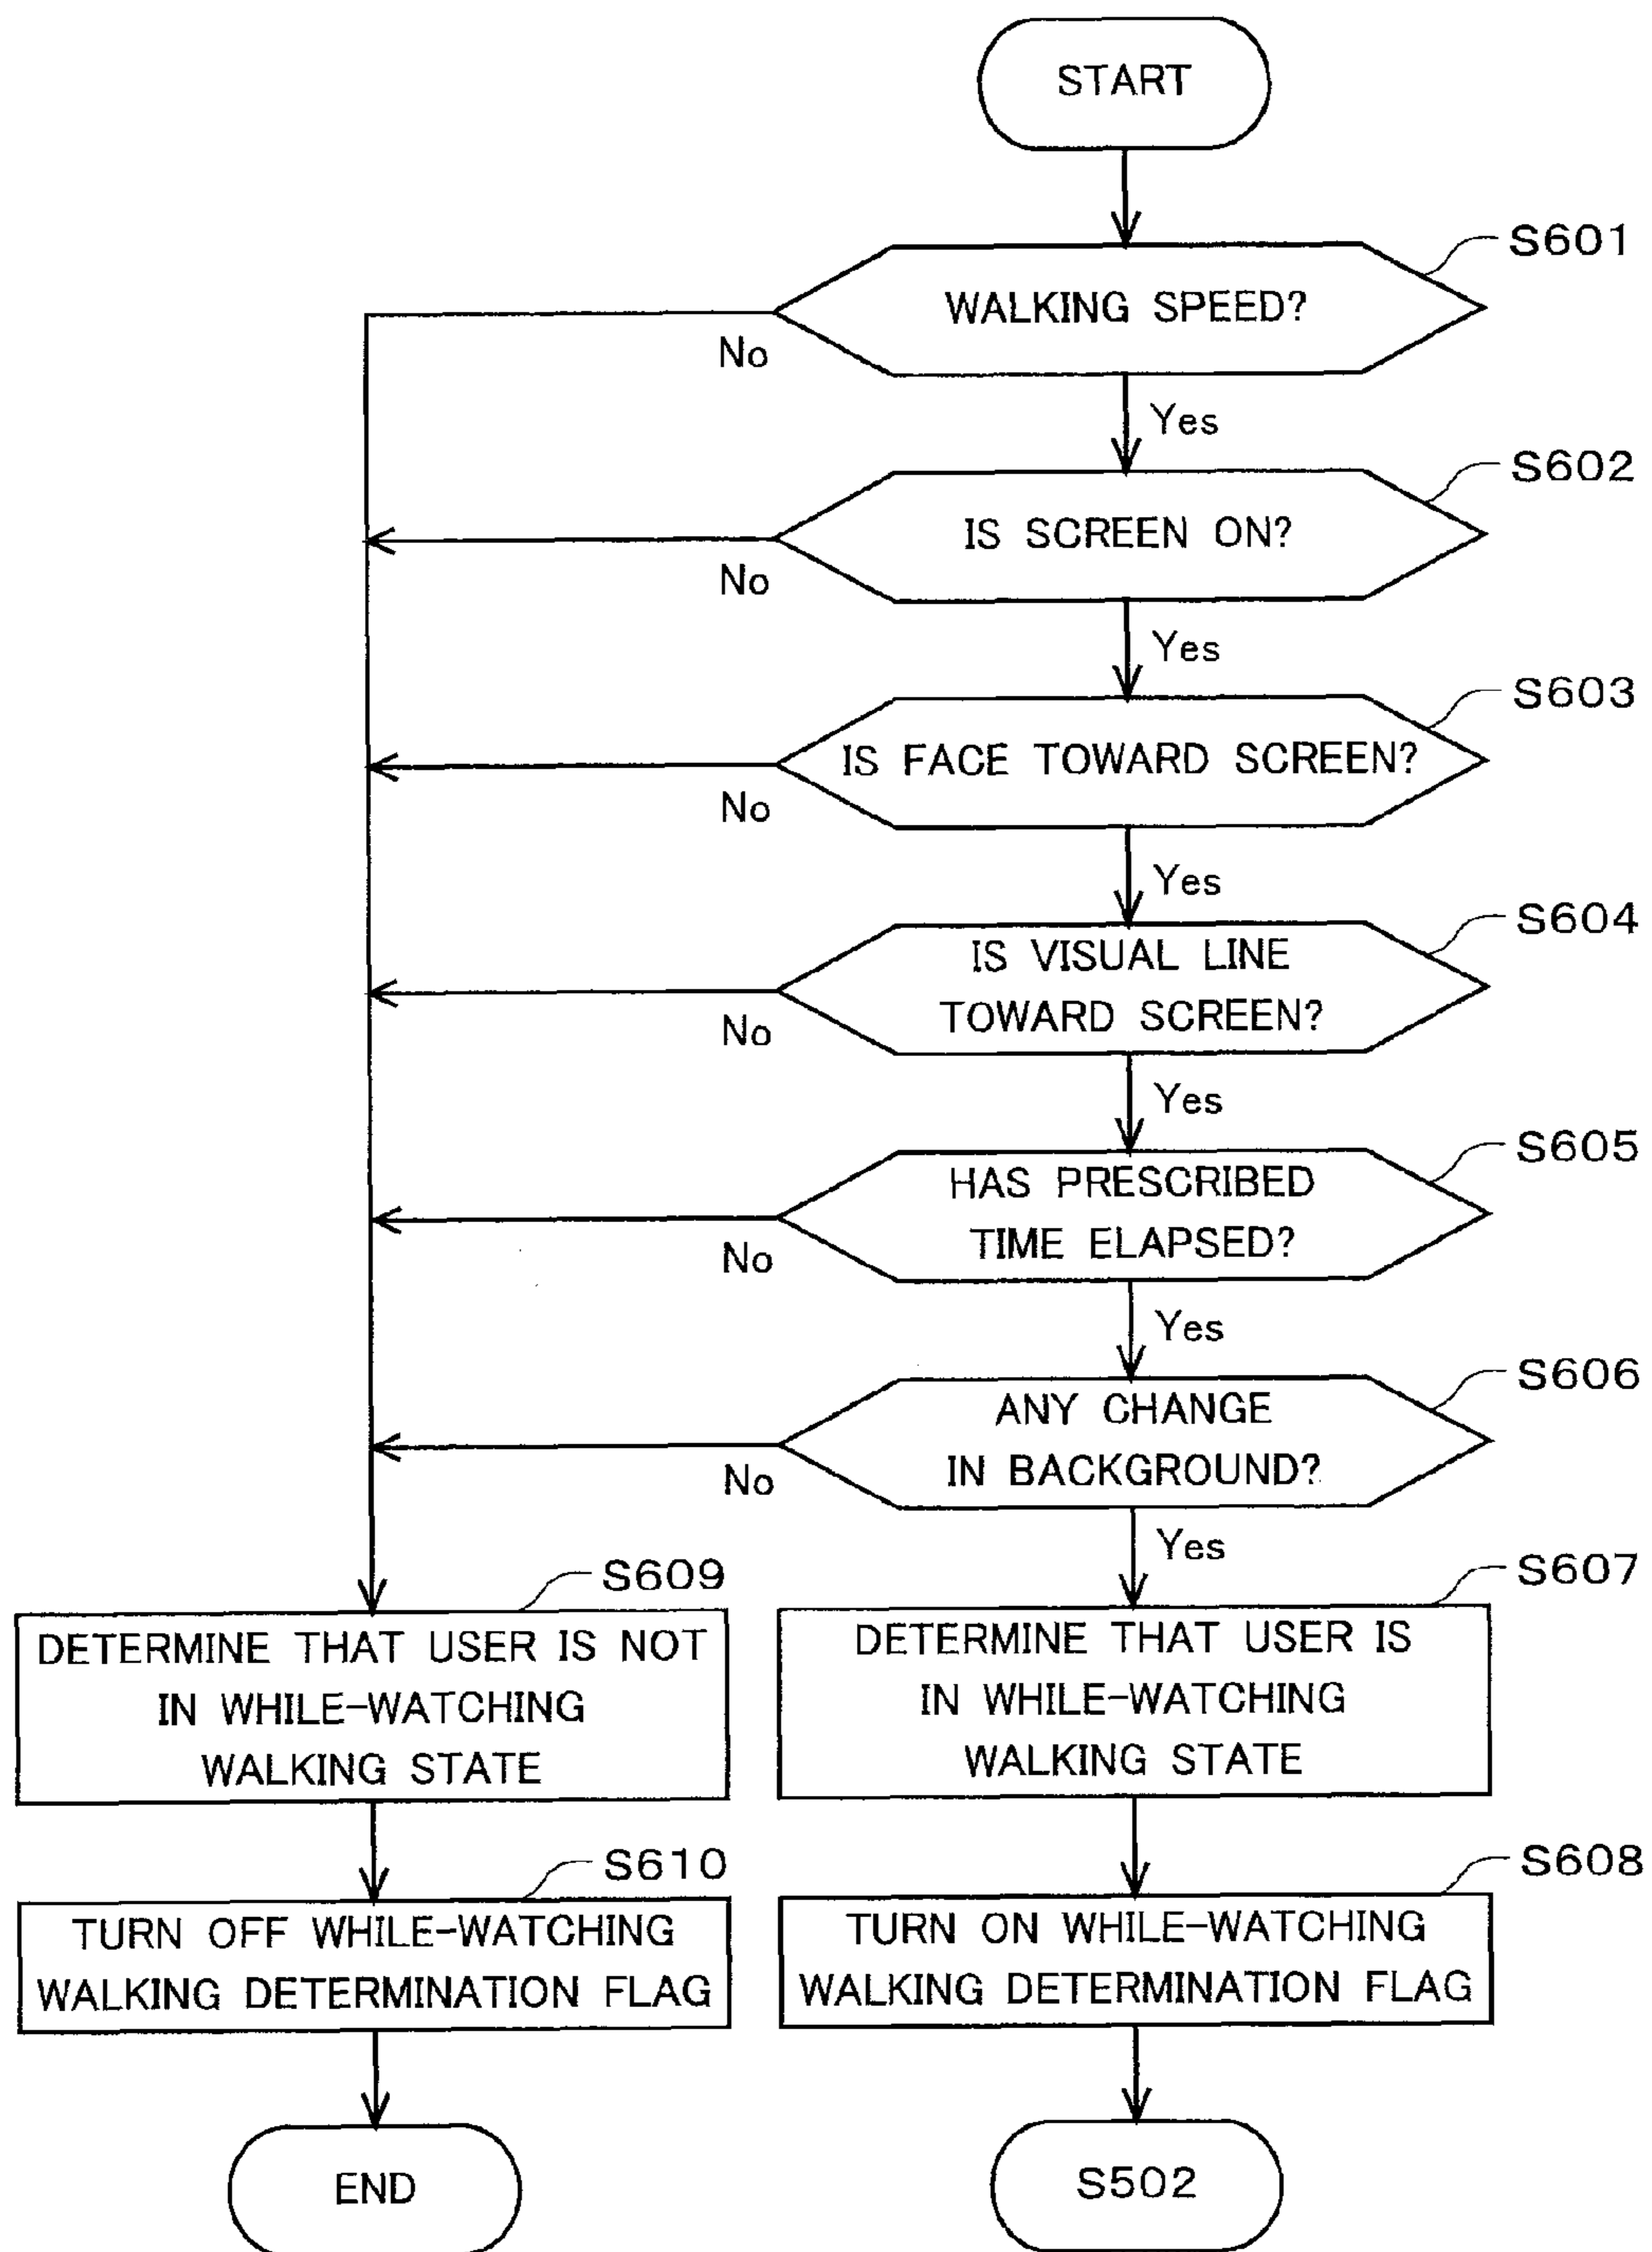 START
S601
WALKING SPEED?
No
Yes
S602
IS SCREEN ON?
No
Yes
S603
IS FACE TOWARD SCREEN?
No
Yes
S604
IS VISUAL LINE
TOWARD SCREEN?
No
Yes
S605
HAS PRESCRIBED
TIME ELAPSED?
No
Yes
S606
ANY CHANGE
IN BACKGROUND?
No
Yes
S609
DETERMINE THAT USER IS NOT
IN WHILE-WATCHING
WALKING STATE
S607
DETERMINE THAT USER IS
IN WHILE-WATCHING
WALKING STATE
S610
TURN OFF WHILE-WATCHING
WALKING DETERMINATION FLAG
S608
TURN ON WHILE-WATCHING
WALKING DETERMINATION FLAG
END
S502